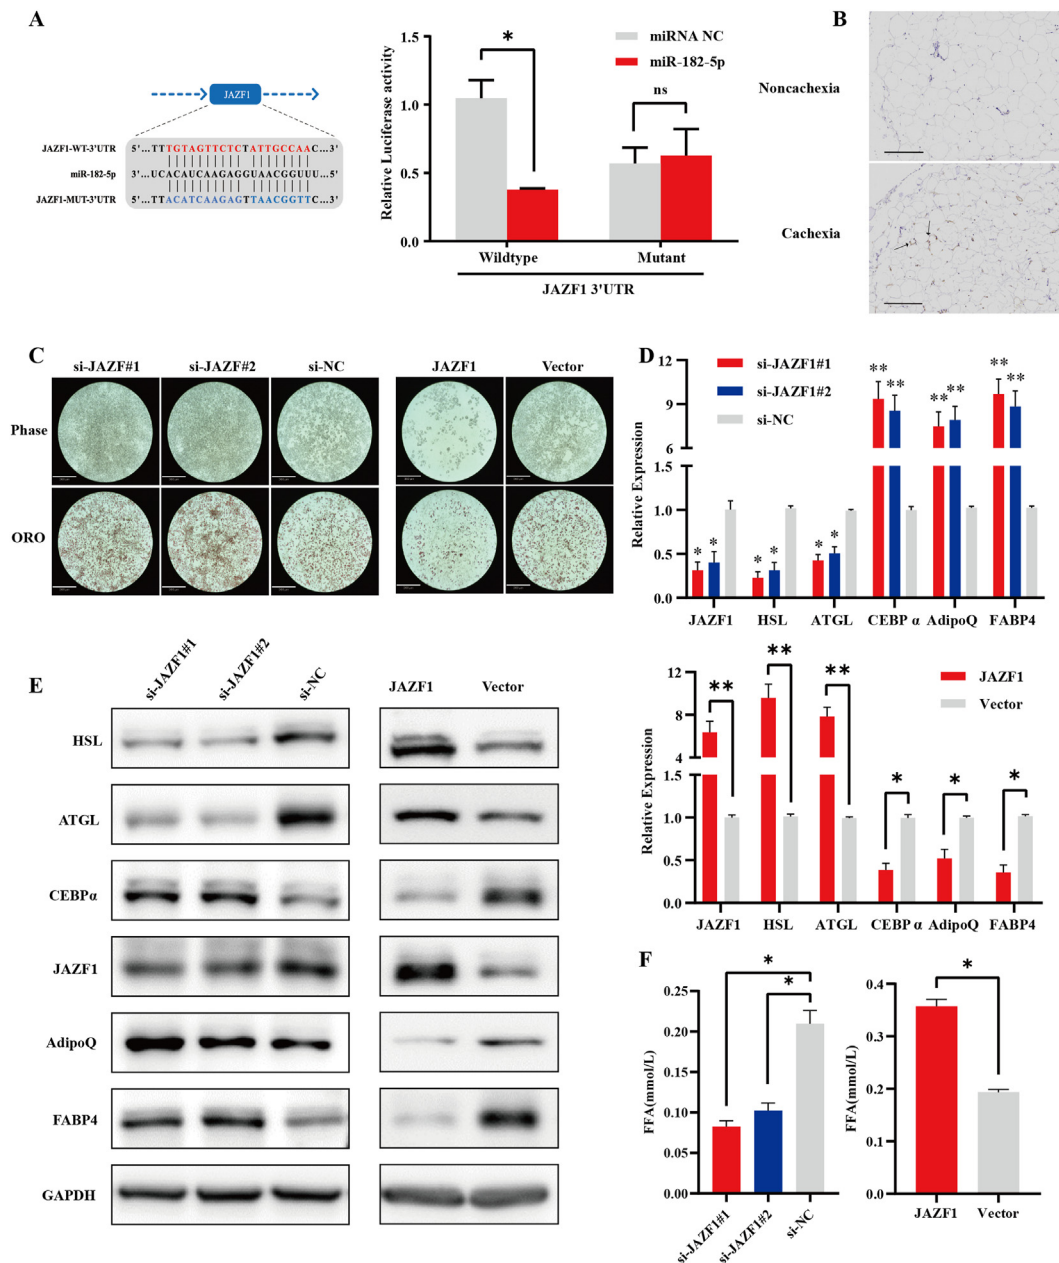 A
JAZF1
JAZF1-WT-3'UTR 5'...TTTGTAGTTCTCTATTGCCAAC...3'
miR-182-5p 3'...UCACAUCAAGAGGUAACGGUUU...5'
JAZF1-MUT-3'UTR 5'...TTACATCAAGAGTTAACGGTTC...3'
Relative Luciferase activity
1.5
1.0
0.5
0.0
*
ns
miRNA NC
miR-182-5p
Wildtype
Mutant
JAZF1 3'UTR
B
Noncachexia
Cachexia
C
si-JAZF#1 si-JAZF#2 si-NC JAZF1 Vector
Phase
ORO
D
Relative Expression
12
9
6
1.5
1.0
0.5
0.0
si-JAZF1#1
si-JAZF1#2
si-NC
* * * * * * ** ** ** ** ** **
JAZF1 HSL ATGL CEBP α AdipoQ FABP4
Relative Expression
12
8
4
1.5
1.0
0.5
0.0
** ** ** * * *
JAZF1
Vector
JAZF1 HSL ATGL CEBP α AdipoQ FABP4
E
si-JAZF1#1 si-JAZF1#2 si-NC JAZF1 Vector
HSL
ATGL
CEBPα
JAZF1
AdipoQ
FABP4
GAPDH
F
FFA(mmol/L)
0.25
0.20
0.15
0.10
0.05
0.00
*
*
si-JAZF1#1 si-JAZF1#2 si-NC
FFA(mmol/L)
0.4
0.3
0.2
0.1
0.0
*
JAZF1 Vector